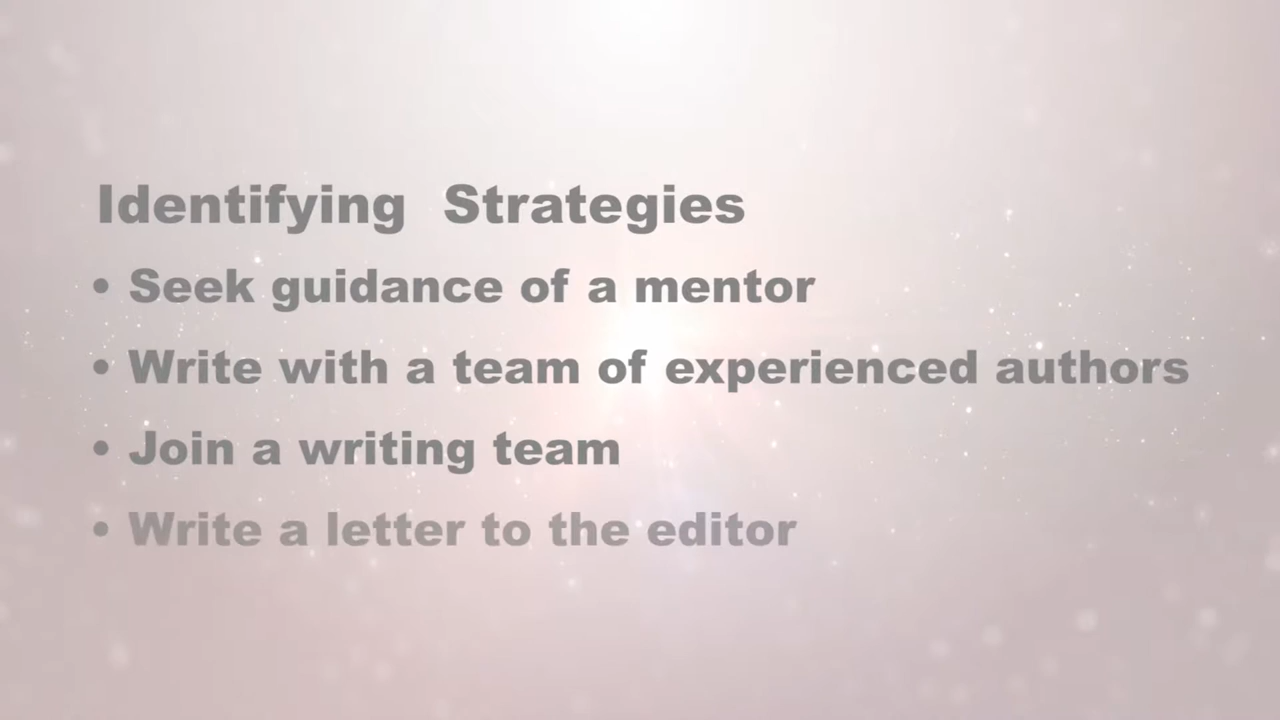 Identifying Strategies
• Seek guidance of a mentor
• Write with a team of experienced authors
• Join a writing team
• Write a letter to the editor